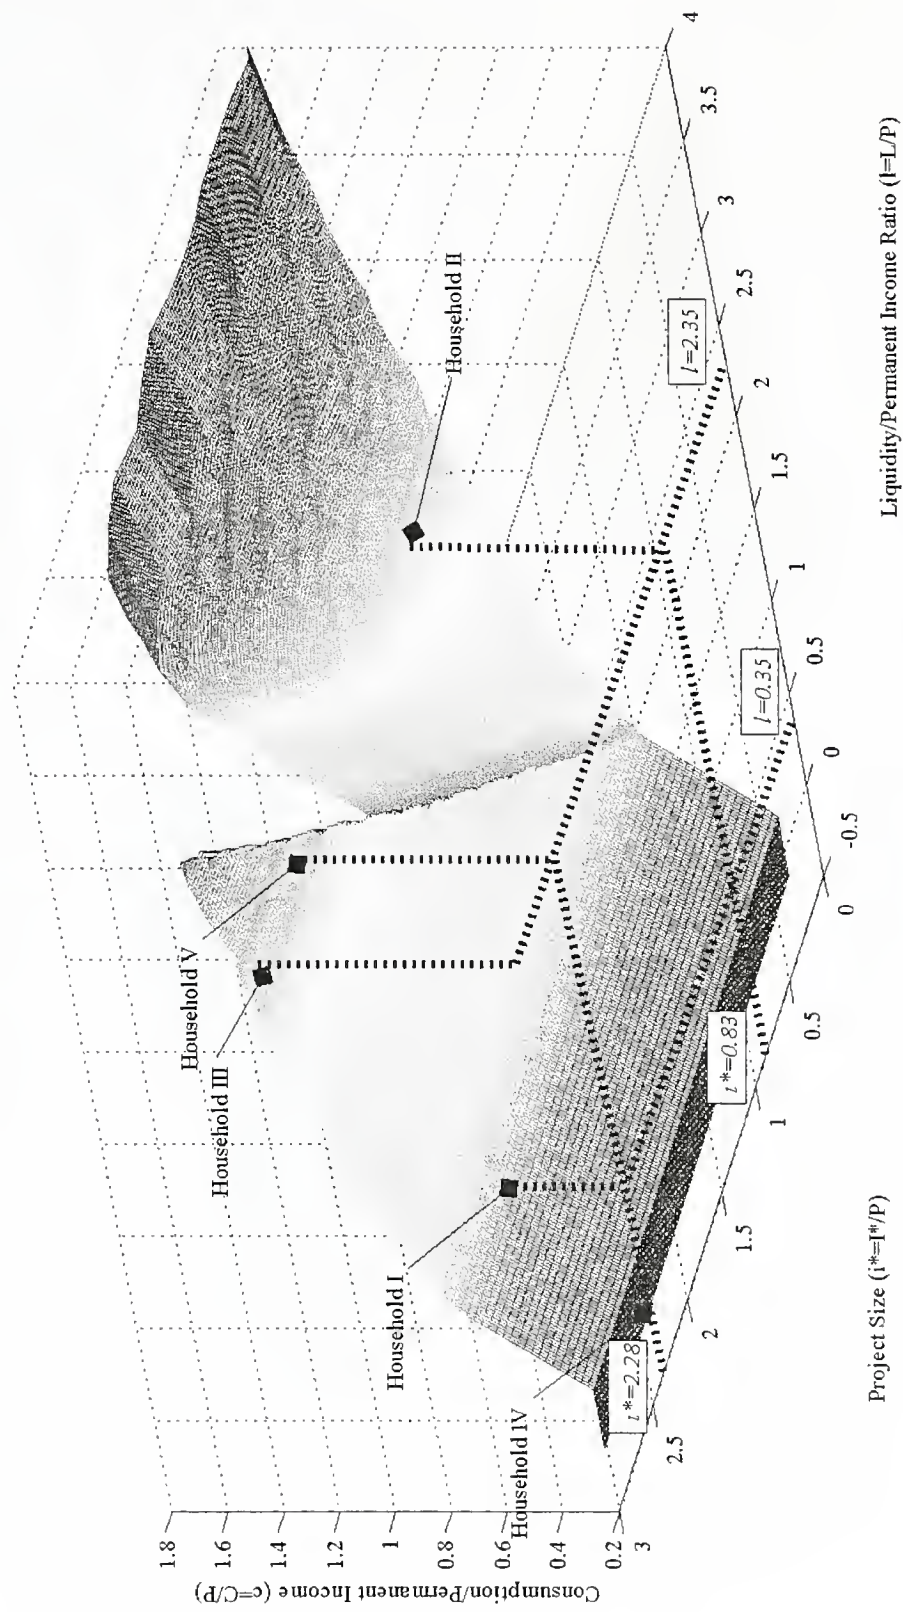 Consumption/Permanent Income (c=C/P)
1.8
1.6
1.4
1.2
1
0.8
0.6
0.4
0.2
Household V
Household III
Household I
Household IV
Household II
l=2.35
l=0.35
i*=0.83
i*=2.28
3
2.5
2
1.5
1
0.5
0
-0.5
0
0.5
1
1.5
2
2.5
3
3.5
4
Project Size (i*=I*/P)
Liquidity/Permanent Income Ratio (l=L/P)